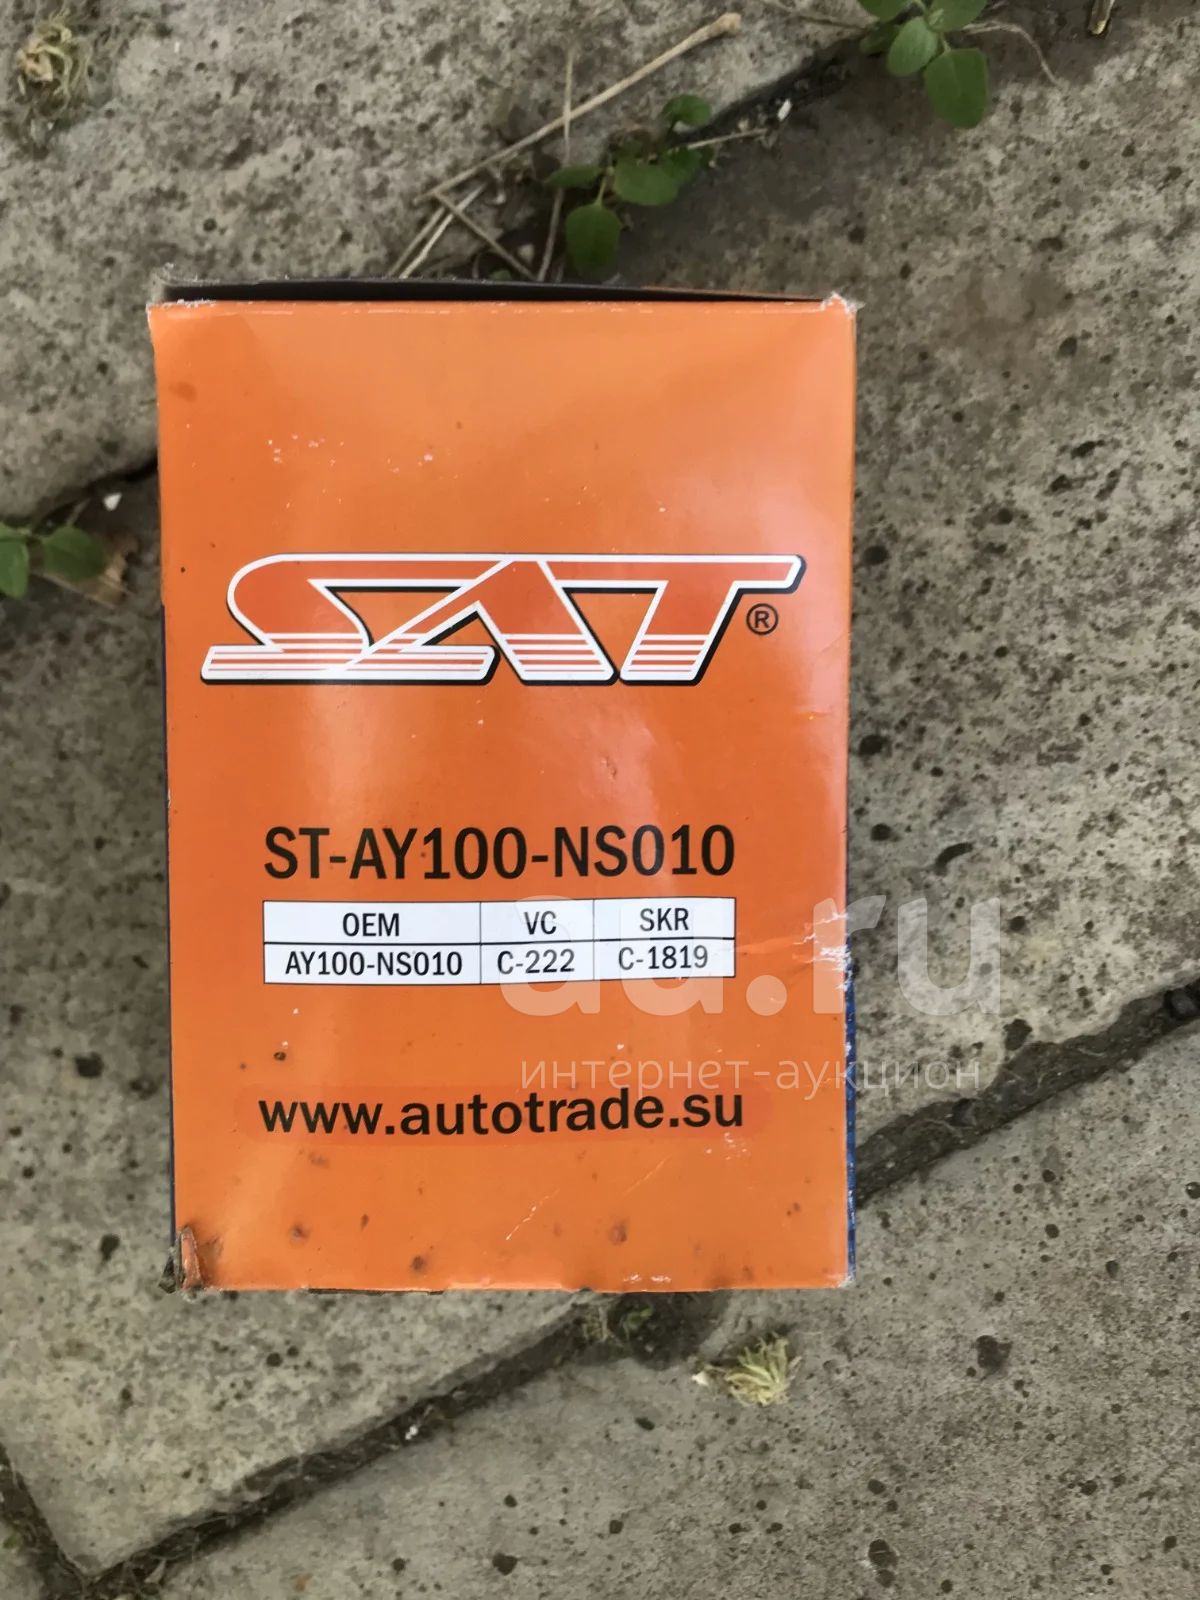 SAT®
ST-AY100-NS010
OEM VC SKR
AY100-NS010 C-222 C-1819
au.ru
интернет-аукцион
www.autotrade.su